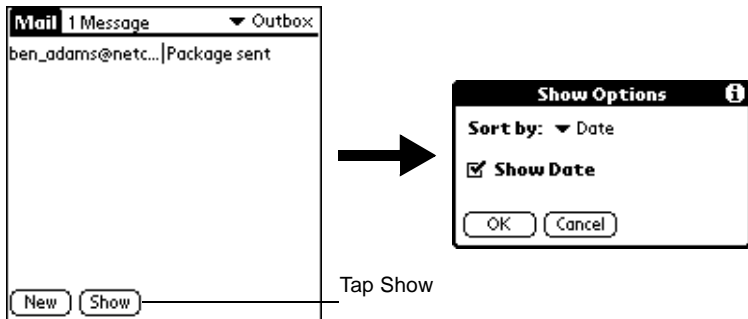 Mail 1 Message Outbox
ben_adams@netc... Package sent
New Show
Tap Show
Show Options
Sort by: Date
Show Date
OK Cancel